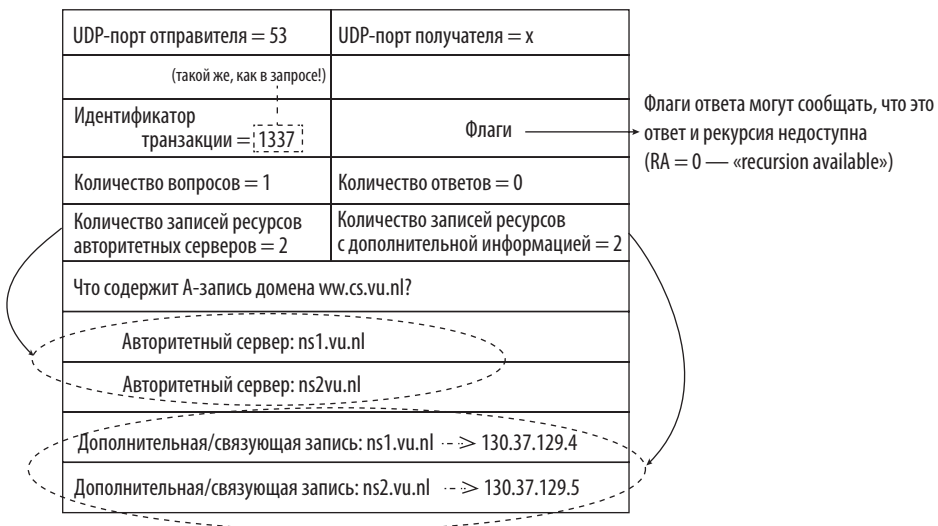 UDP-порт отправителя = 53
UDP-порт получателя = x
(такой же, как в запросе!)
Идентификатор
транзакции = 1337
Флаги
Флаги ответа могут сообщать, что это
ответ и рекурсия недоступна
(RA = 0 — «recursion available»)
Количество вопросов = 1
Количество ответов = 0
Количество записей ресурсов
авторитетных серверов = 2
Количество записей ресурсов
с дополнительной информацией = 2
Что содержит А-запись домена ww.cs.vu.nl?
Авторитетный сервер: ns1.vu.nl
Авторитетный сервер: ns2vu.nl
Дополнительная/связующая запись: ns1.vu.nl --> 130.37.129.4
Дополнительная/связующая запись: ns2.vu.nl --> 130.37.129.5